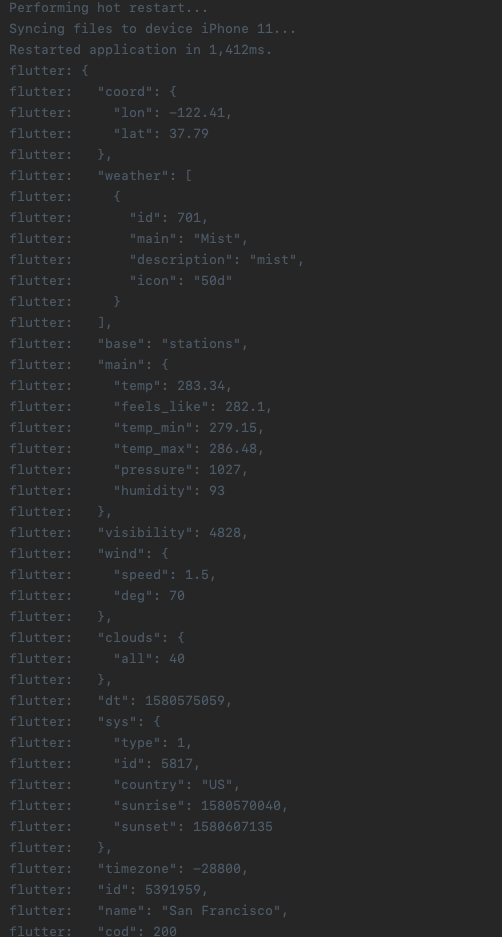 Performing hot restart...
Syncing files to device iPhone 11...
Restarted application in 1,412ms.
flutter: {
flutter:   "coord": {
flutter:     "lon": -122.41,
flutter:     "lat": 37.79
flutter:   },
flutter:   "weather": [
flutter:     {
flutter:       "id": 701,
flutter:       "main": "Mist",
flutter:       "description": "mist",
flutter:       "icon": "50d"
flutter:     }
flutter:   ],
flutter:   "base": "stations",
flutter:   "main": {
flutter:     "temp": 283.34,
flutter:     "feels_like": 282.1,
flutter:     "temp_min": 279.15,
flutter:     "temp_max": 286.48,
flutter:     "pressure": 1027,
flutter:     "humidity": 93
flutter:   },
flutter:   "visibility": 4828,
flutter:   "wind": {
flutter:     "speed": 1.5,
flutter:     "deg": 70
flutter:   },
flutter:   "clouds": {
flutter:     "all": 40
flutter:   },
flutter:   "dt": 1580575059,
flutter:   "sys": {
flutter:     "type": 1,
flutter:     "id": 5817,
flutter:     "country": "US",
flutter:     "sunrise": 1580570040,
flutter:     "sunset": 1580607135
flutter:   },
flutter:   "timezone": -28800,
flutter:   "id": 5391959,
flutter:   "name": "San Francisco",
flutter:   "cod": 200